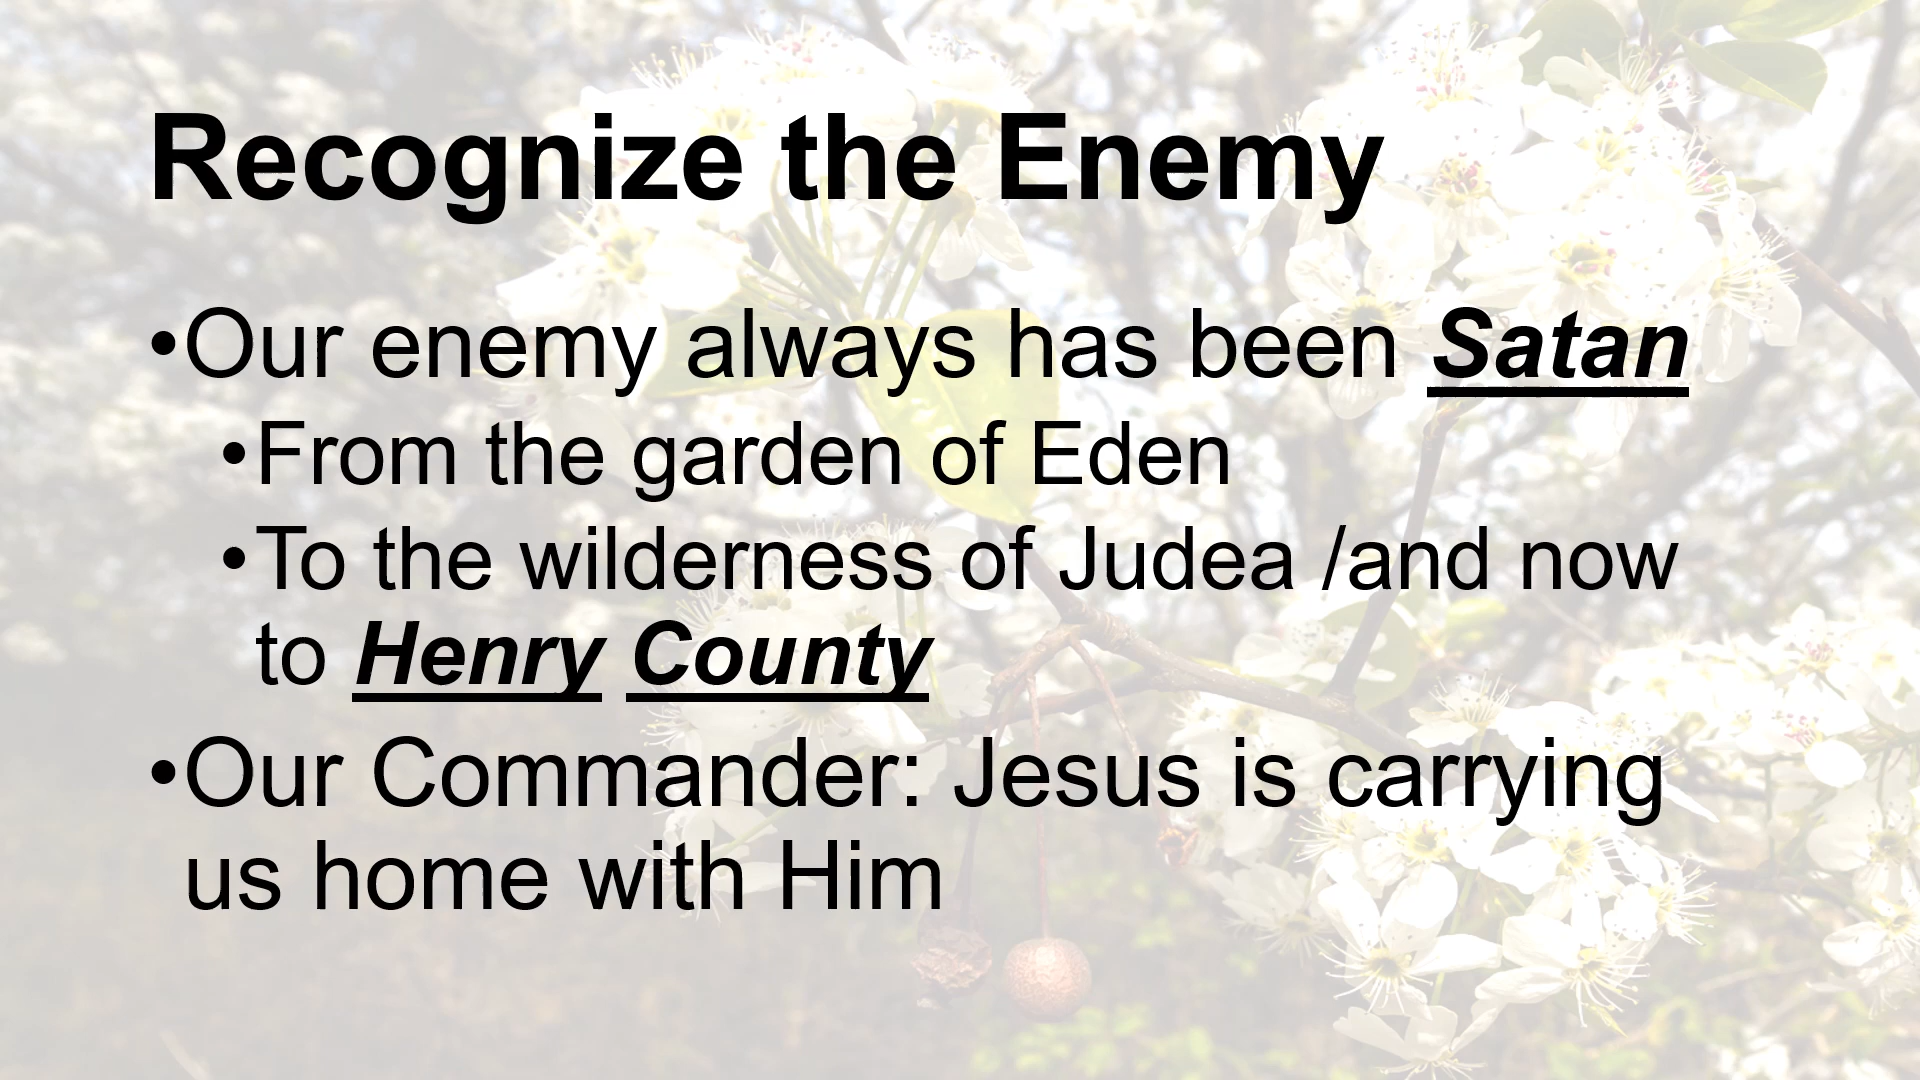 Recognize the Enemy
•Our enemy always has been Satan
•From the garden of Eden
•To the wilderness of Judea /and now
to Henry County
•Our Commander: Jesus is carrying
us home with Him